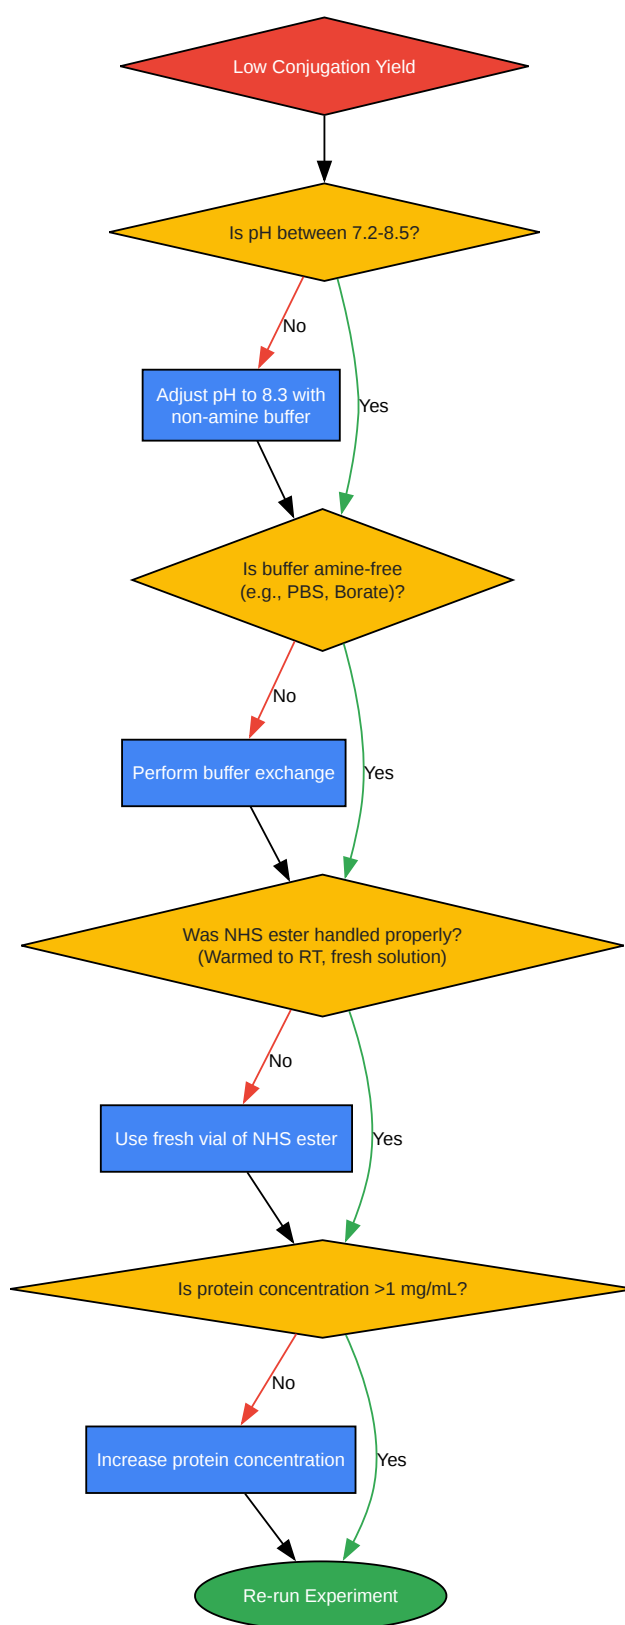 Low Conjugation Yield
Is pH between 7.2-8.5?
No
Yes
Adjust pH to 8.3 with
non-amine buffer
Is buffer amine-free
(e.g., PBS, Borate)?
No
Yes
Perform buffer exchange
Was NHS ester handled properly?
(Warmed to RT, fresh solution)
No
Yes
Use fresh vial of NHS ester
Is protein concentration >1 mg/mL?
No
Yes
Increase protein concentration
Re-run Experiment